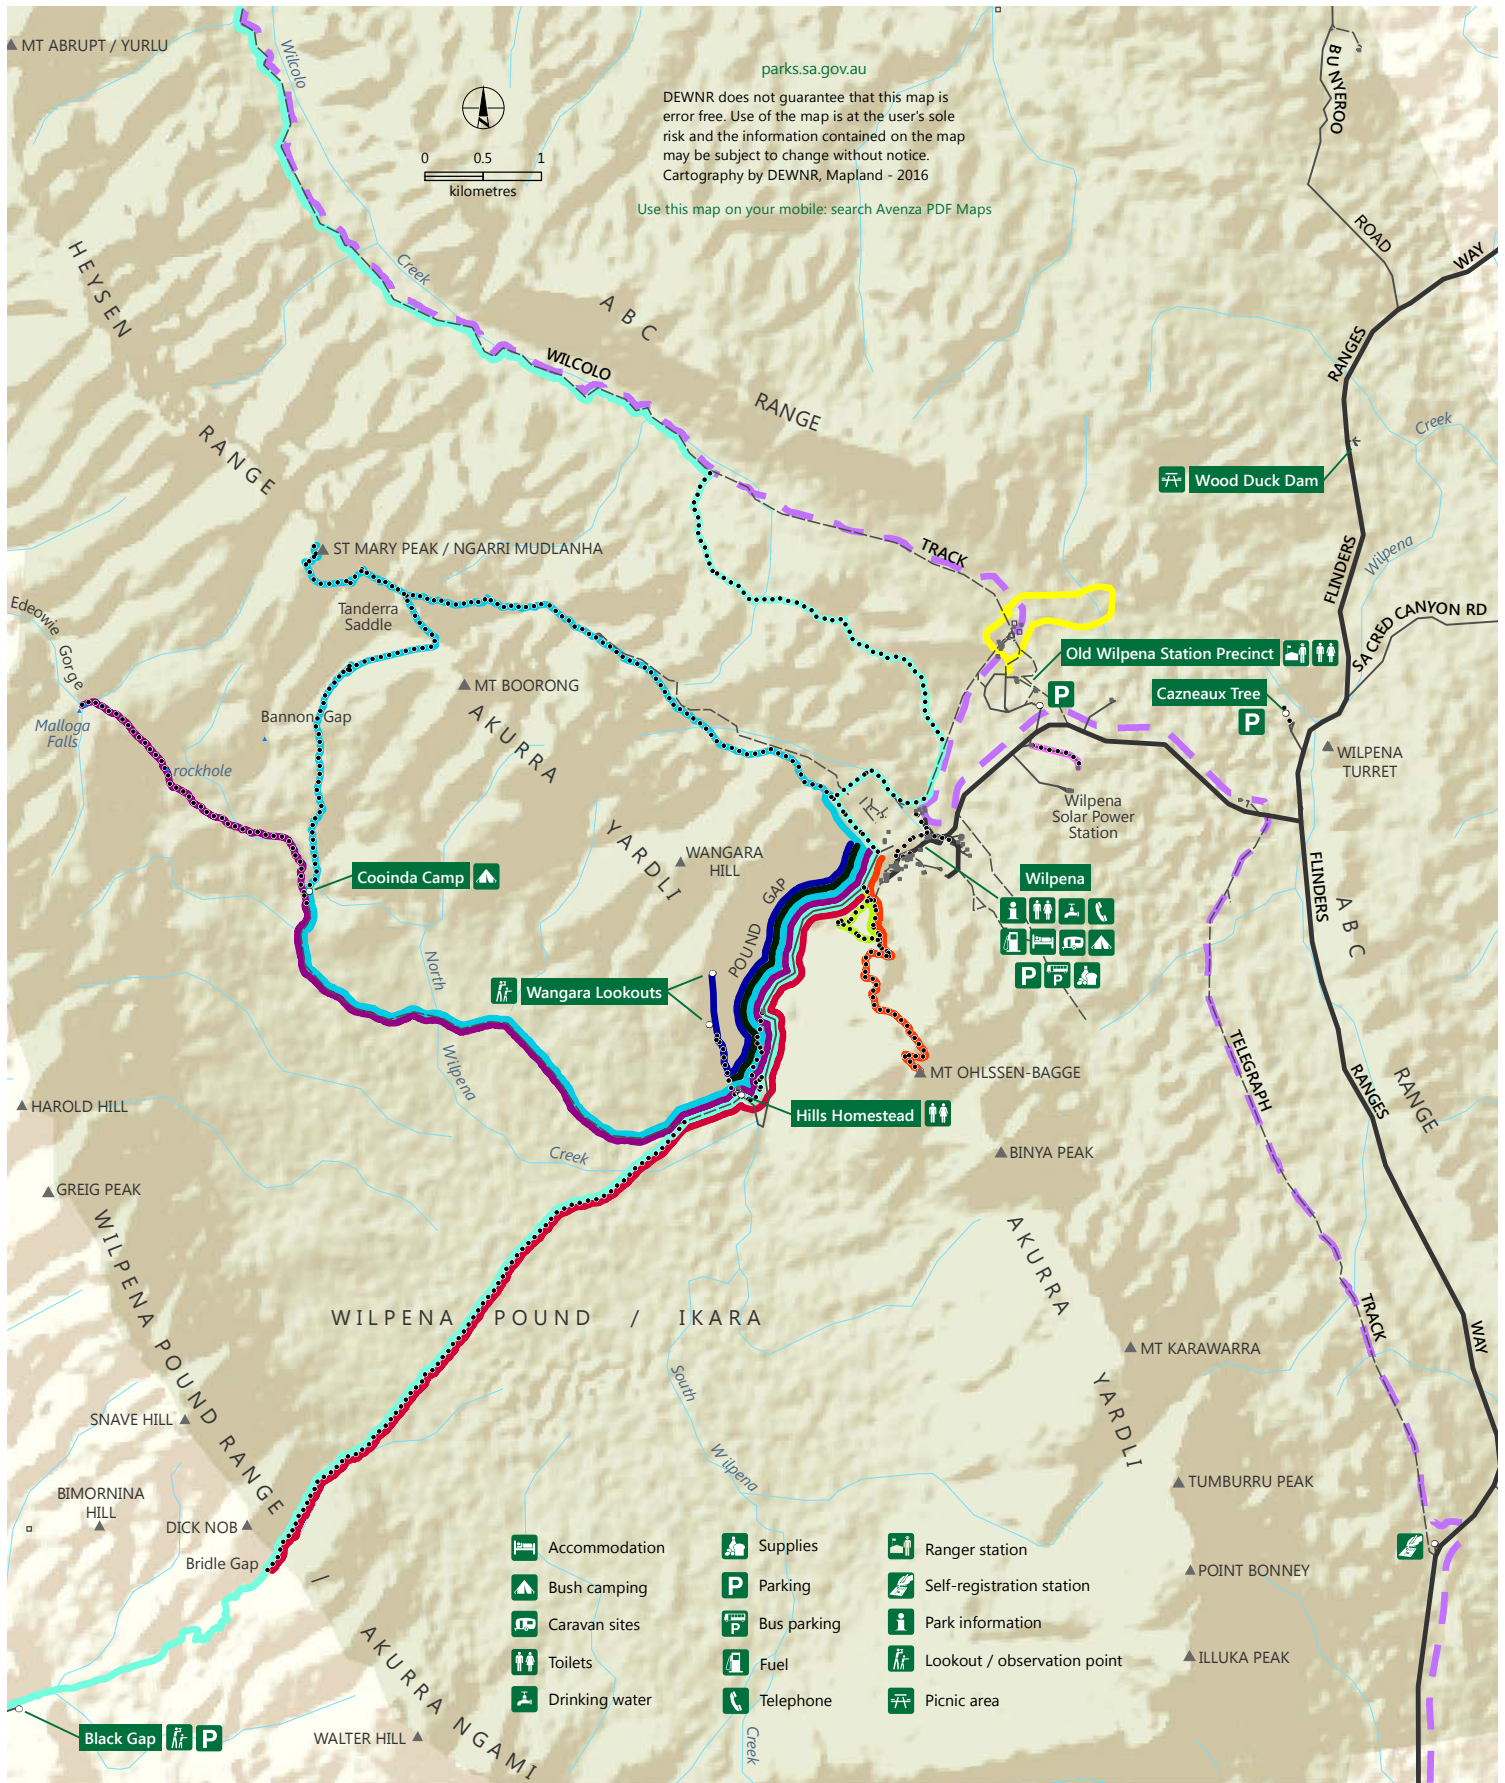 MT ABRUPT / YURLU
Wilcolo
parks.sa.gov.au
DEWNR does not guarantee that this map is
error free. Use of the map is at the user's sole
risk and the information contained on the map
may be subject to change without notice.
Cartography by DEWNR, Mapland - 2016
Use this map on your mobile: search Avenza PDF Maps
N
0 0.5 1
kilometres
BUNYEROO
ROAD
WAY
HEYSEN
Creek
ABC
RANGE
WILCOLO
RANGES
RANGE
Creek
Wood Duck Dam
TRACK
FLINDERS
Wilpena
ST MARY PEAK / NGARRI MUDLANHA
Edeowie
Gorge
Tanderra
Saddle
SACRED CANYON RD
Old Wilpena Station Precinct
MT BOORONG
Cazneaux Tree
P
P
Bannon Gap
Malloga
Falls
AKURRA
WILPENA
TURRET
rockhole
Wilpena
Solar Power
Station
YARDLI
WANGARA
HILL
Cooinda Camp
Wilpena
GAP
POUND
FLINDERS
ABC
i
P
P
North
Wangara Lookouts
Wilpena
TELEGRAPH
MT OHLSSEN-BAGGE
RANGES
RANGE
HAROLD HILL
Hills Homestead
Creek
BINYA PEAK
GREIG PEAK
WILPENA POUND RANGE
AKURRA
WILPENA POUND / IKARA
TRACK
WAY
MT KARAWARRA
South
YARDLI
SNAVE HILL
Wilpena
TUMBURRU PEAK
BIMORNINA
HILL
DICK NOB
Bridle Gap
/
AKURRA NGAMI
Accommodation
Bush camping
Caravan sites
Toilets
Drinking water
Supplies
P Parking
P Bus parking
Fuel
Telephone
Ranger station
Self-registration station
i Park information
Lookout / observation point
Picnic area
POINT BONNEY
ILLUKA PEAK
Black Gap
P
WALTER HILL
Creek